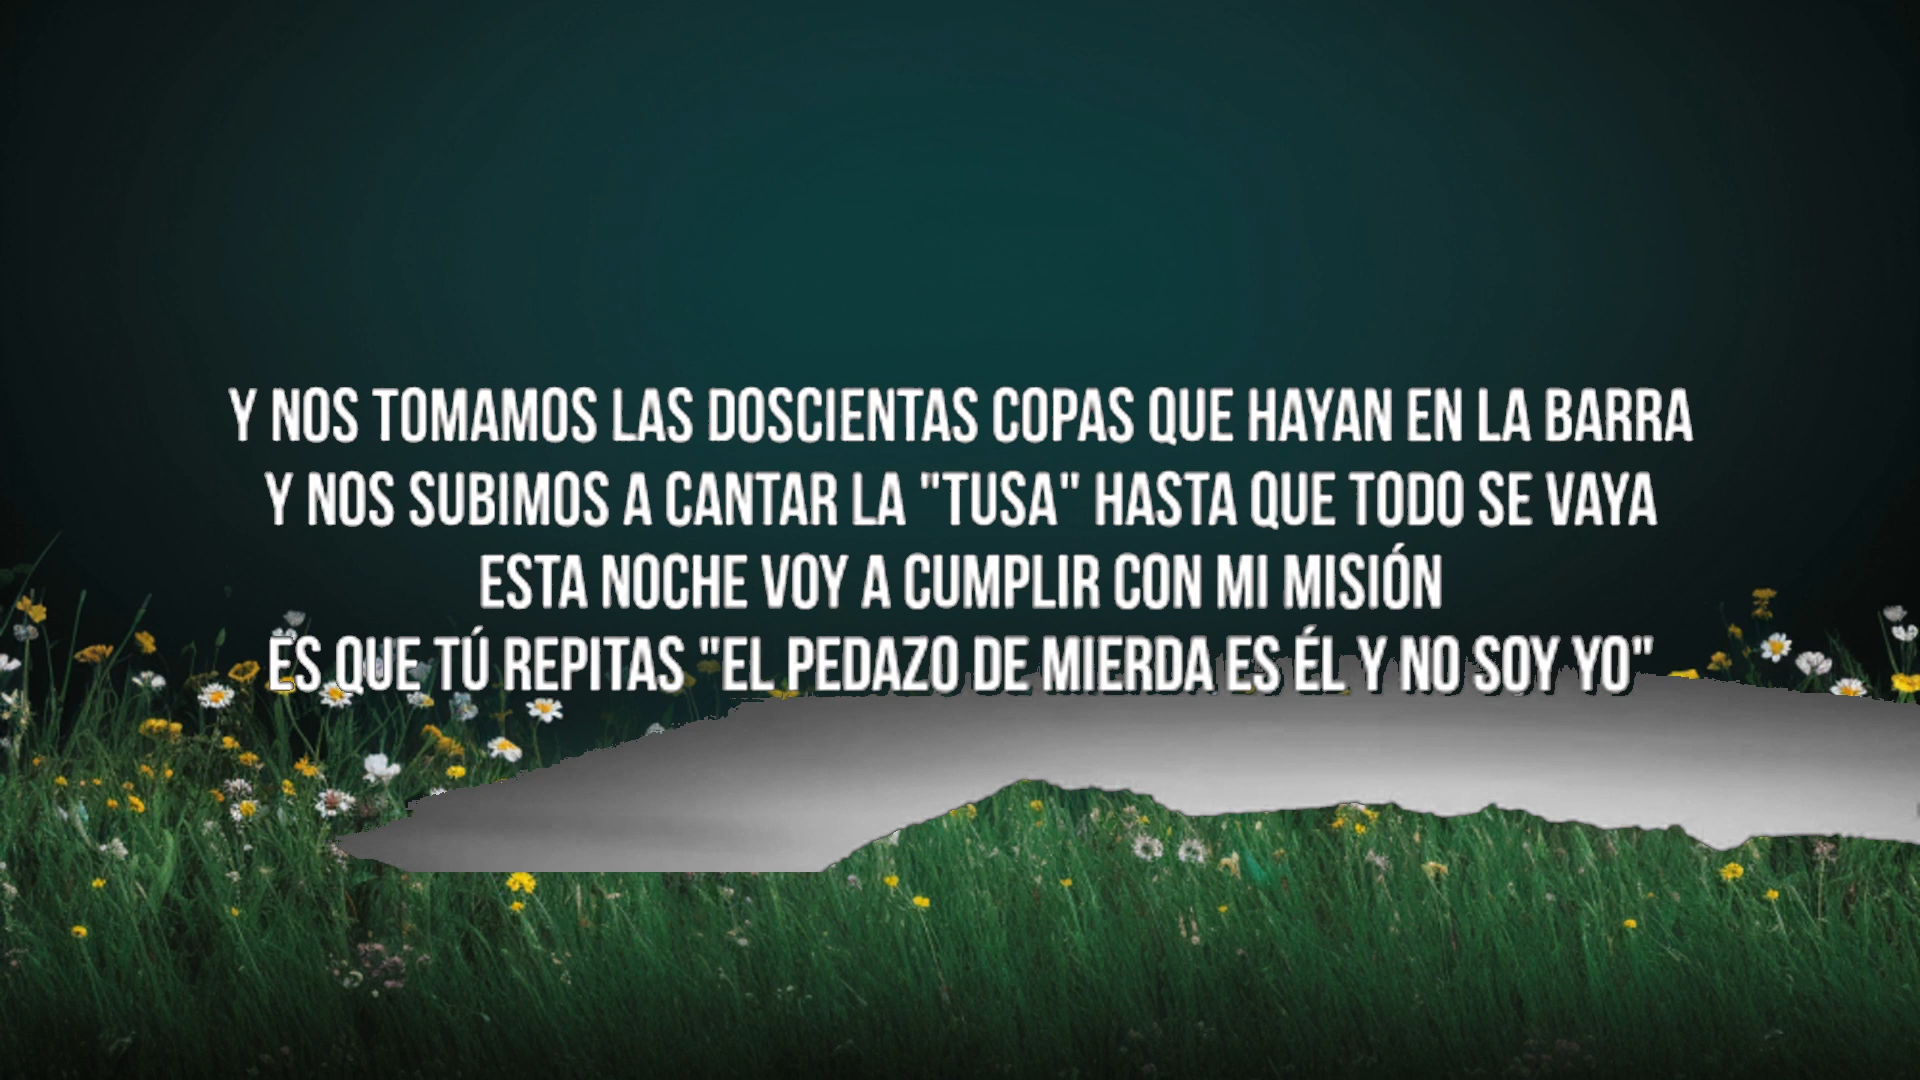 Y NOS TOMAMOS LAS DOSCIENTAS COPAS QUE HAYAN EN LA BARRA
Y NOS SUBIMOS A CANTAR LA "TUSA" HASTA QUE TODO SE VAYA
ESTA NOCHE VOY A CUMPLIR CON MI MISIÓN
ES QUE TÚ REPITAS "EL PEDAZO DE MIERDA ES ÉL Y NO SOY YO"